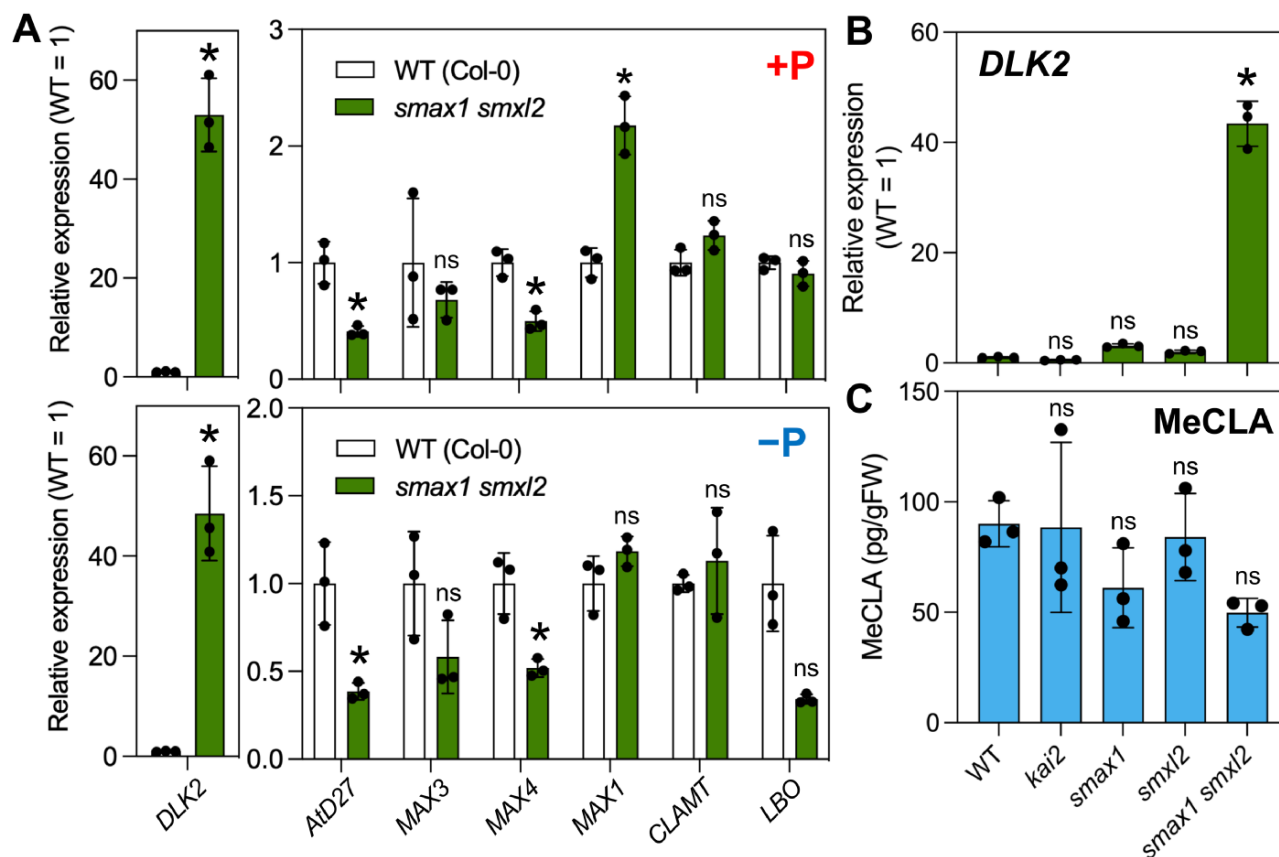 A
Relative expression (WT = 1)
60
40
20
0
*
3
2
1
0
WT (Col-0)
smax1 smxl2
+P
*
ns
*
*
ns
ns
Relative expression (WT = 1)
60
40
20
0
*
DLK2
2.0
1.5
1.0
0.5
0.0
WT (Col-0)
smax1 smxl2
−P
*
ns
*
ns
ns
ns
AtD27
MAX3
MAX4
MAX1
CLAMT
LBO
B
DLK2
Relative expression
(WT = 1)
60
40
20
0
ns
ns
ns
*
C
MeCLA
MeCLA (pg/gFW)
150
100
50
0
ns
ns
ns
ns
WT
kai2
smax1
smxl2
smax1 smxl2